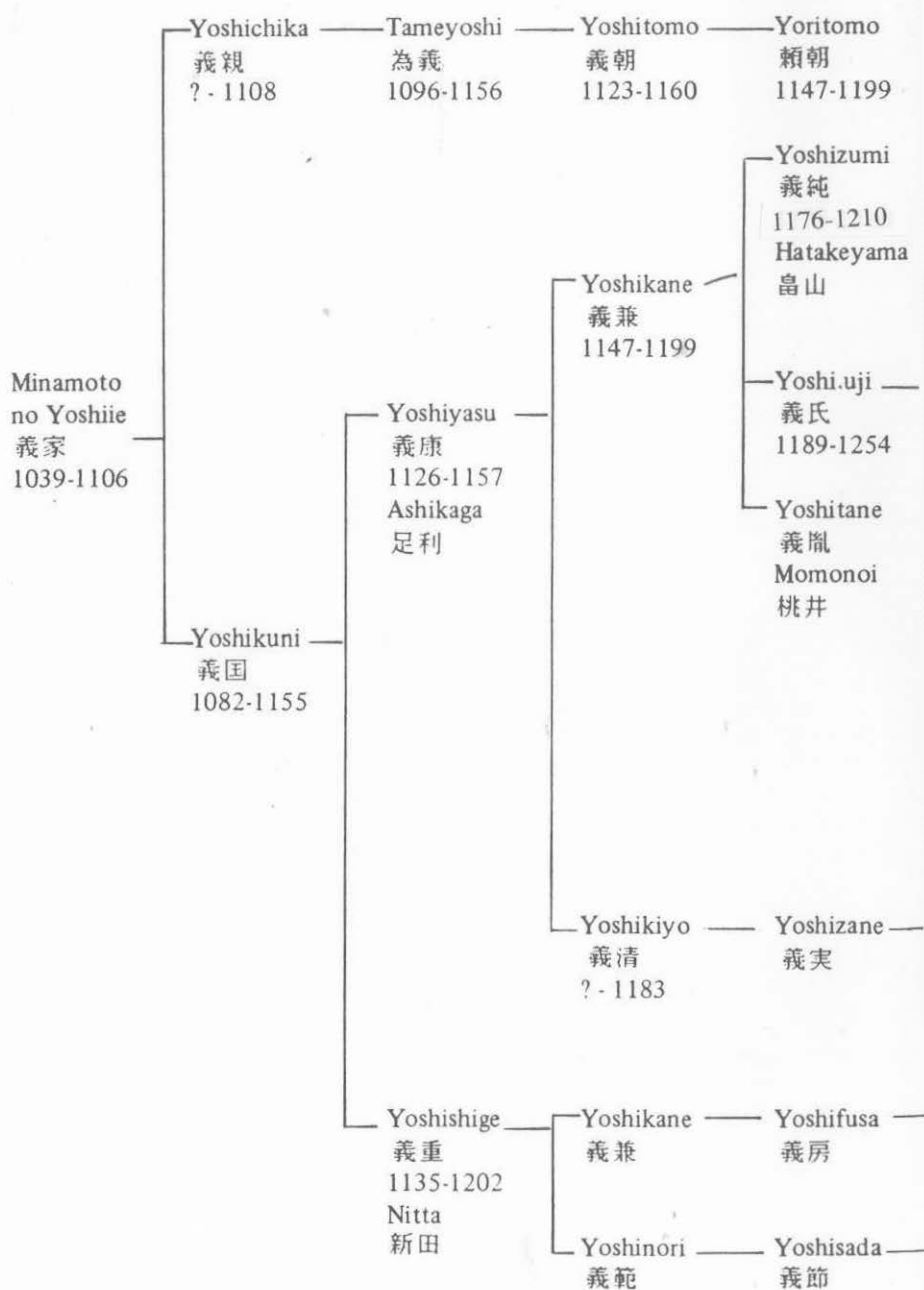 Yoshichika
義親
? - 1108
Tameyoshi
為義
1096-1156
Yoshitomo
義朝
1123-1160
Yoritomo
頼朝
1147-1199
Yoshizumi
義純
1176-1210
Hatakeyama
畠山
Yoshikane
義兼
1147-1199
Minamoto
no Yoshiie
義家
1039-1106
Yoshiyasu
義康
1126-1157
Ashikaga
足利
Yoshi.uji
義氏
1189-1254
Yoshitane
義胤
Momonoi
桃井
Yoshikuni
義国
1082-1155
Yoshikiyo
義清
? - 1183
Yoshizane
義実
Yoshishige
義重
1135-1202
Nitta
新田
Yoshikane
義兼
Yoshifusa
義房
Yoshinori
義範
Yoshisada
義節